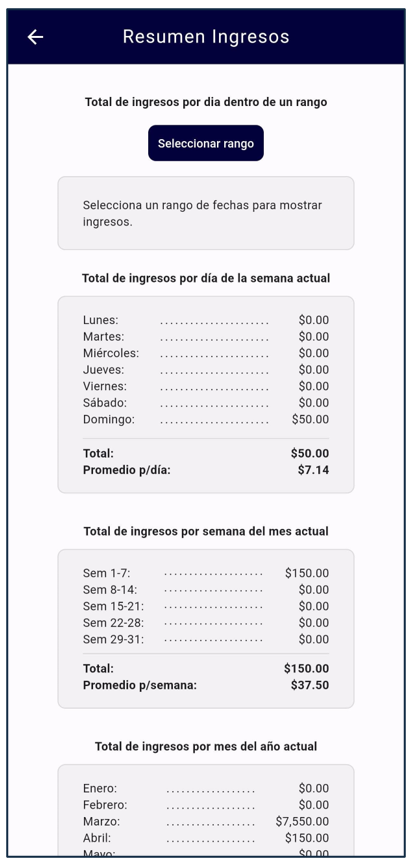 Resumen Ingresos
Total de ingresos por dia dentro de un rango
Seleccionar rango
Selecciona un rango de fechas para mostrar
ingresos.
Total de ingresos por día de la semana actual
Lunes: ...................... $0.00
Martes: ...................... $0.00
Miércoles: ...................... $0.00
Jueves: ...................... $0.00
Viernes: ...................... $0.00
Sábado: ...................... $0.00
Domingo: ...................... $50.00
Total: $50.00
Promedio p/día: $7.14
Total de ingresos por semana del mes actual
Sem 1-7: .................... $150.00
Sem 8-14: .................... $0.00
Sem 15-21: .................... $0.00
Sem 22-28: .................... $0.00
Sem 29-31: .................... $0.00
Total: $150.00
Promedio p/semana: $37.50
Total de ingresos por mes del año actual
Enero: .................. $0.00
Febrero: .................. $0.00
Marzo: .................. $7,550.00
Abril: .................. $150.00
Mayo: .................. $0.00